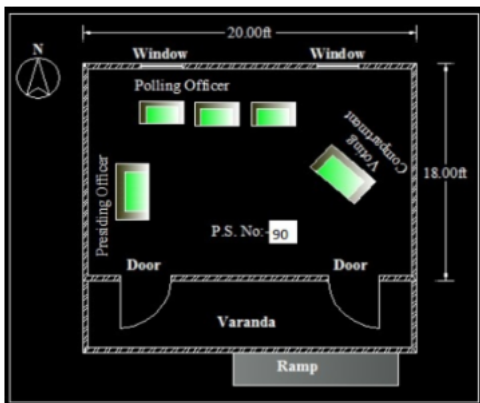 20.00ft
N
Window
Window
Polling Officer
Voting
Compartment
18.00ft
Presiding Officer
P.S. No:- 90
Door
Door
Varanda
Ramp